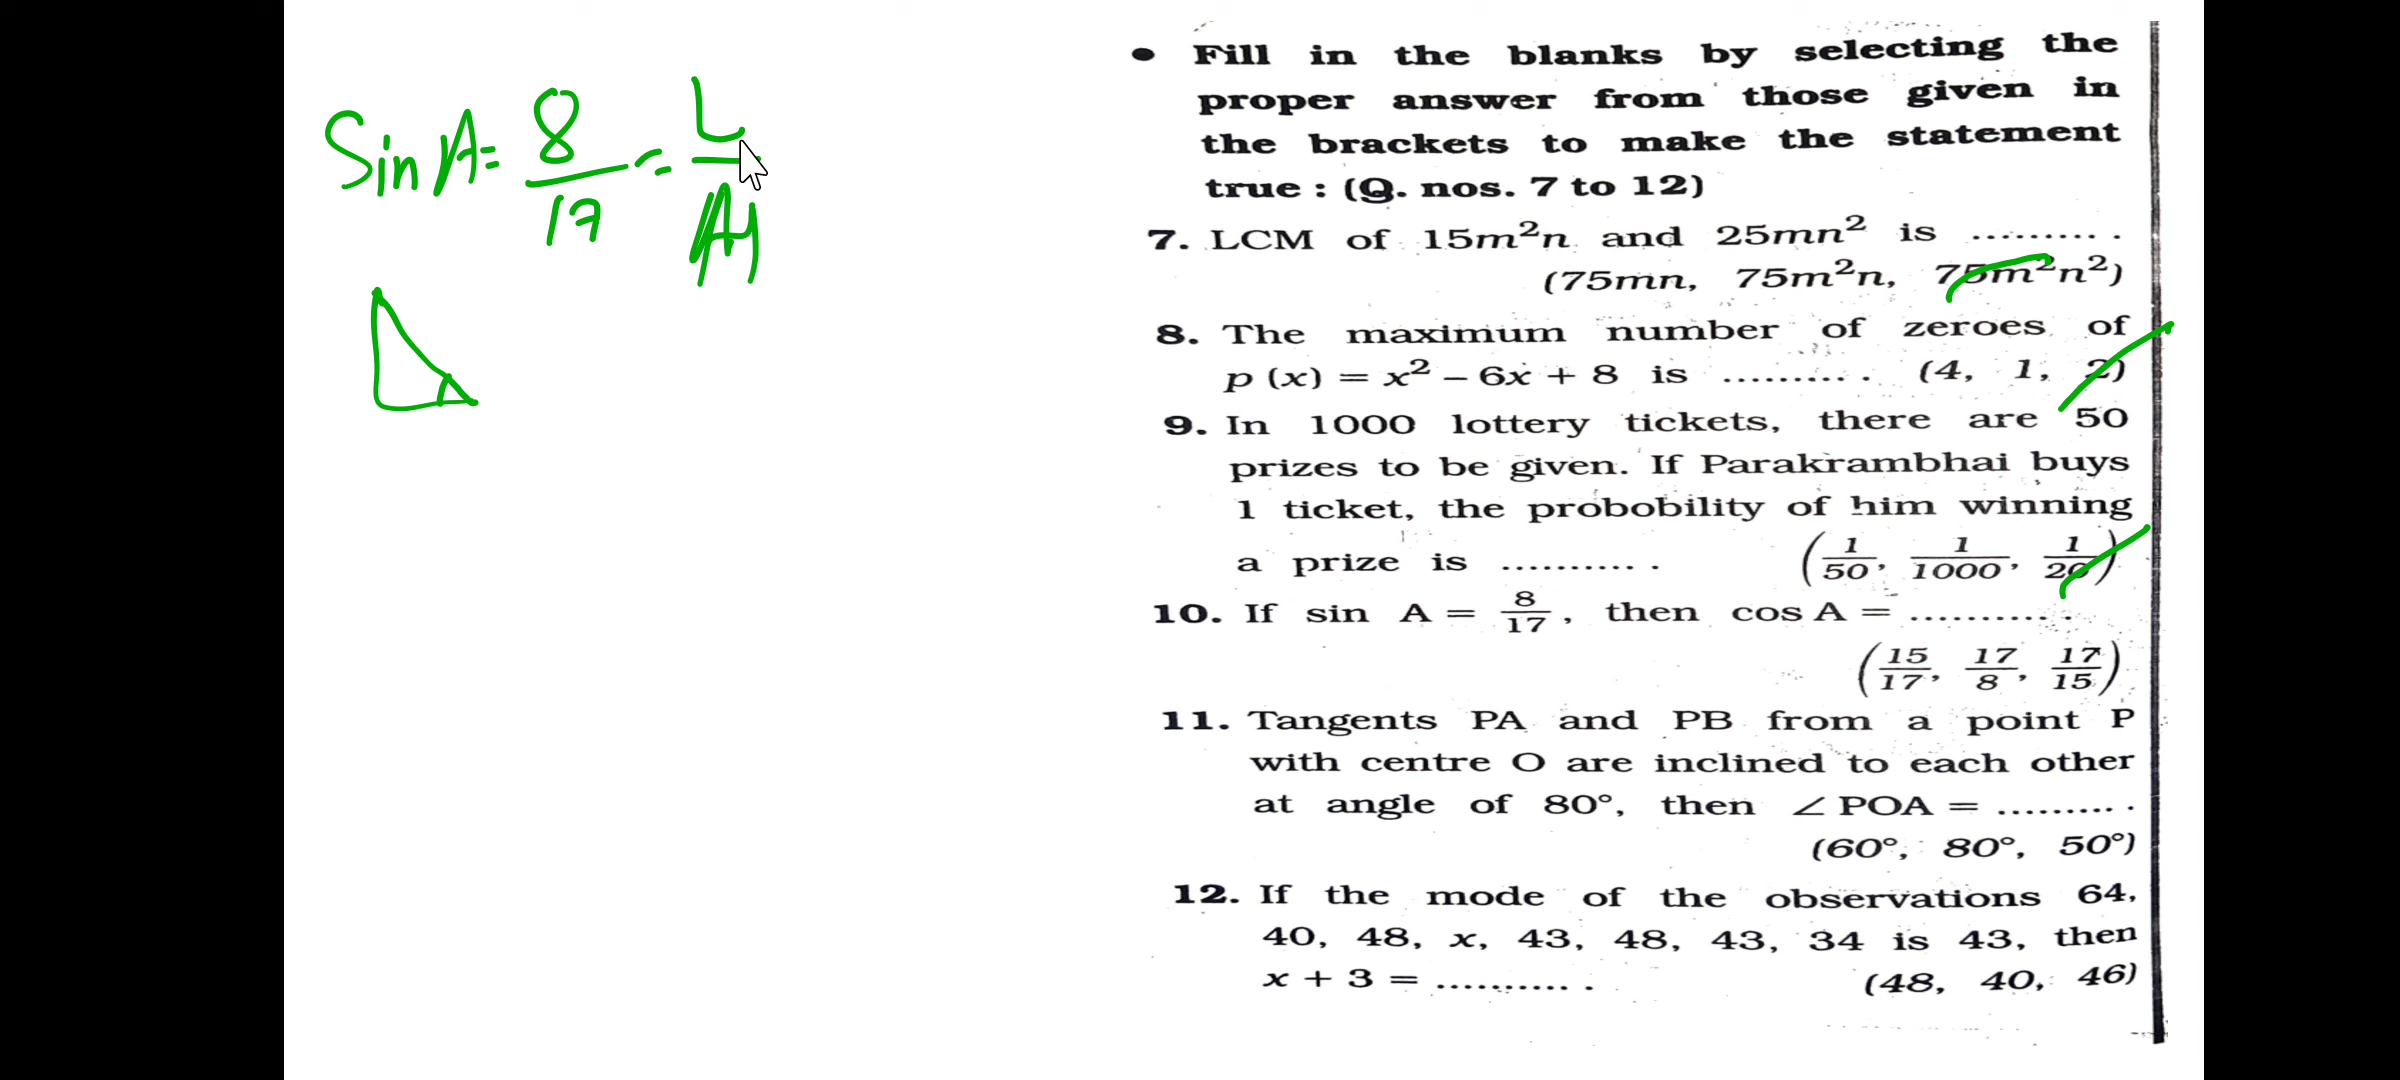 Sin A = 8/17 =
• Fill in the blanks by selecting the
proper answer from those given in
the brackets to make the statement
true : (Q. nos. 7 to 12)
7. LCM of 15m²n and 25mn² is .......... .
(75mn, 75m²n, 75m²n²)
8. The maximum number of zeroes of
p (x) = x² – 6x + 8 is .......... . (4, 1, 2)
9. In 1000 lottery tickets, there are 50
prizes to be given. If Parakrambhai buys
1 ticket, the probobility of him winning
a prize is ........... . (1/50, 1/1000, 1/20)
10. If sin A = 8/17, then cos A = ........... .
(15/17, 17/8, 17/15)
11. Tangents PA and PB from a point P
with centre O are inclined to each other
at angle of 80°, then ∠ POA = .......... .
(60°, 80°, 50°)
12. If the mode of the observations 64,
40, 48, x, 43, 48, 43, 34 is 43, then
x + 3 = ........... . (48, 40, 46)